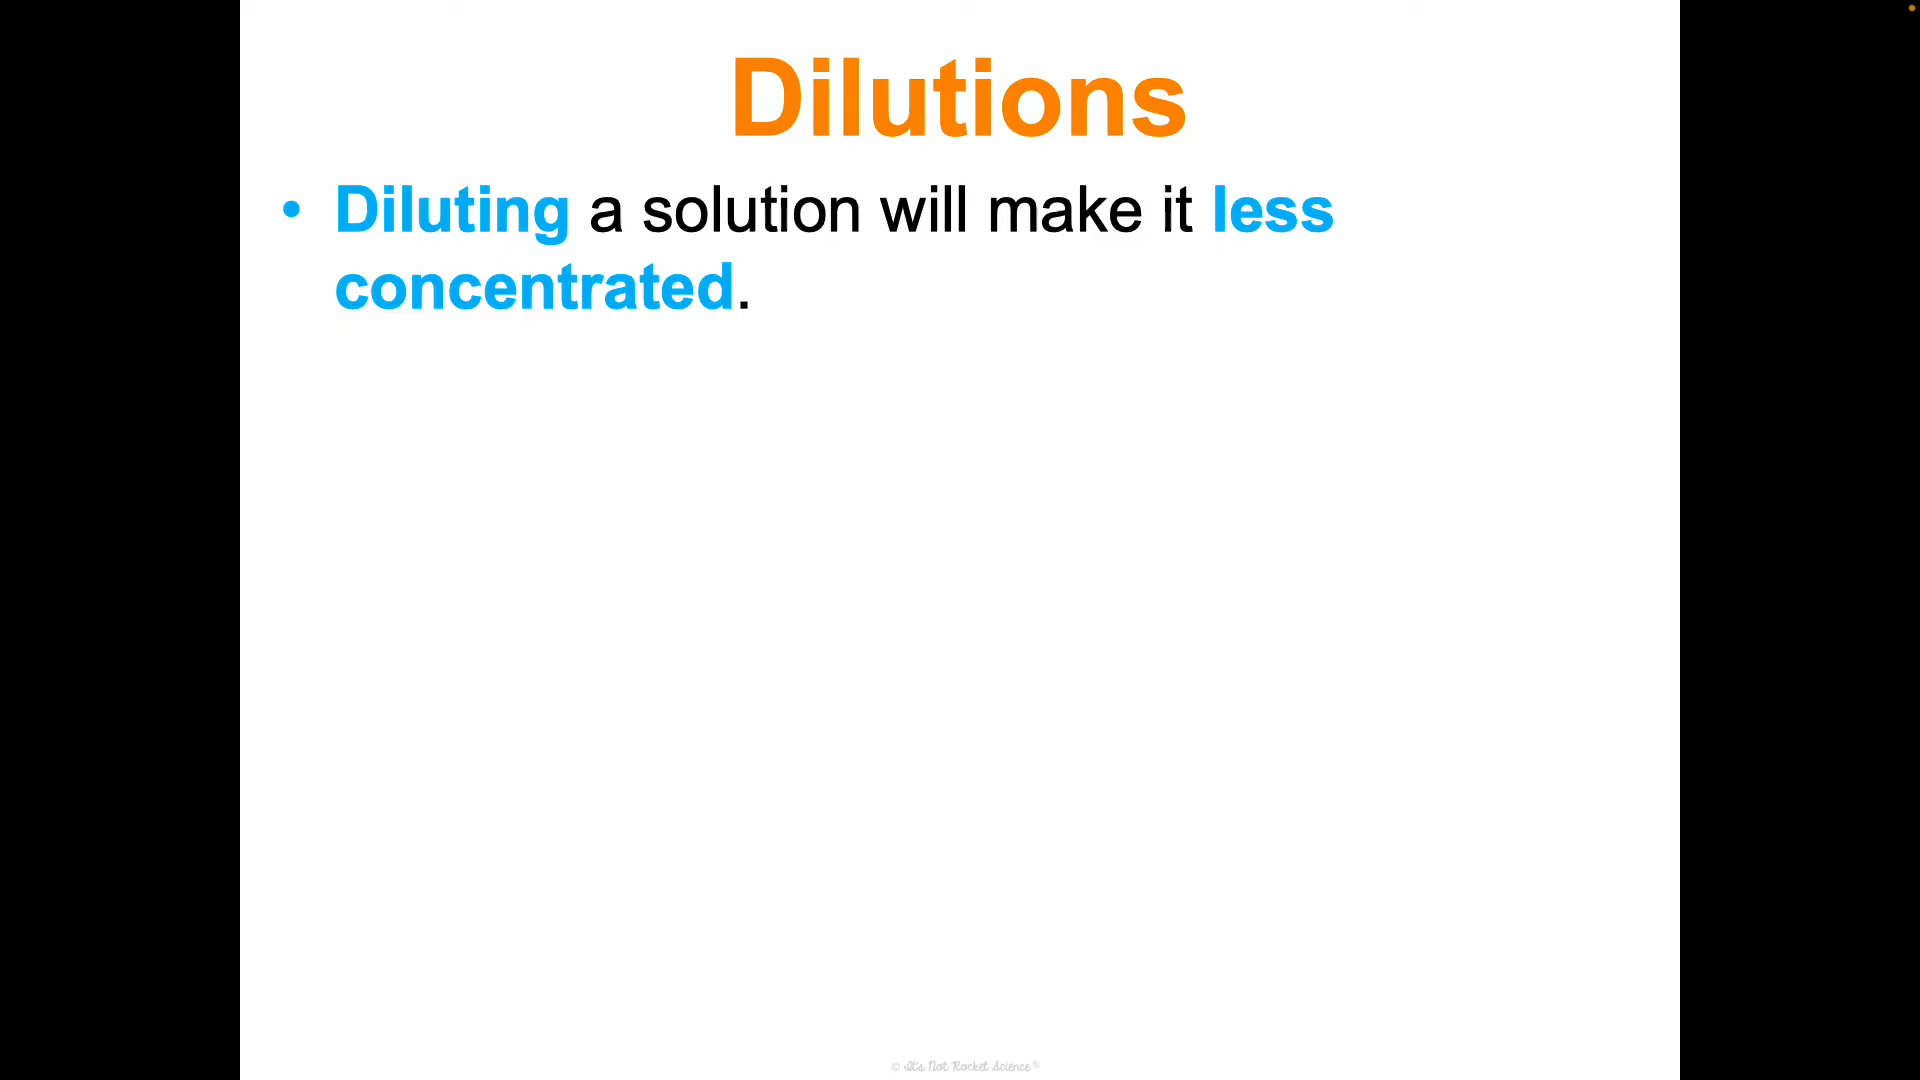 Dilutions
• Diluting a solution will make it less
concentrated.
© It's Not Rocket Science®